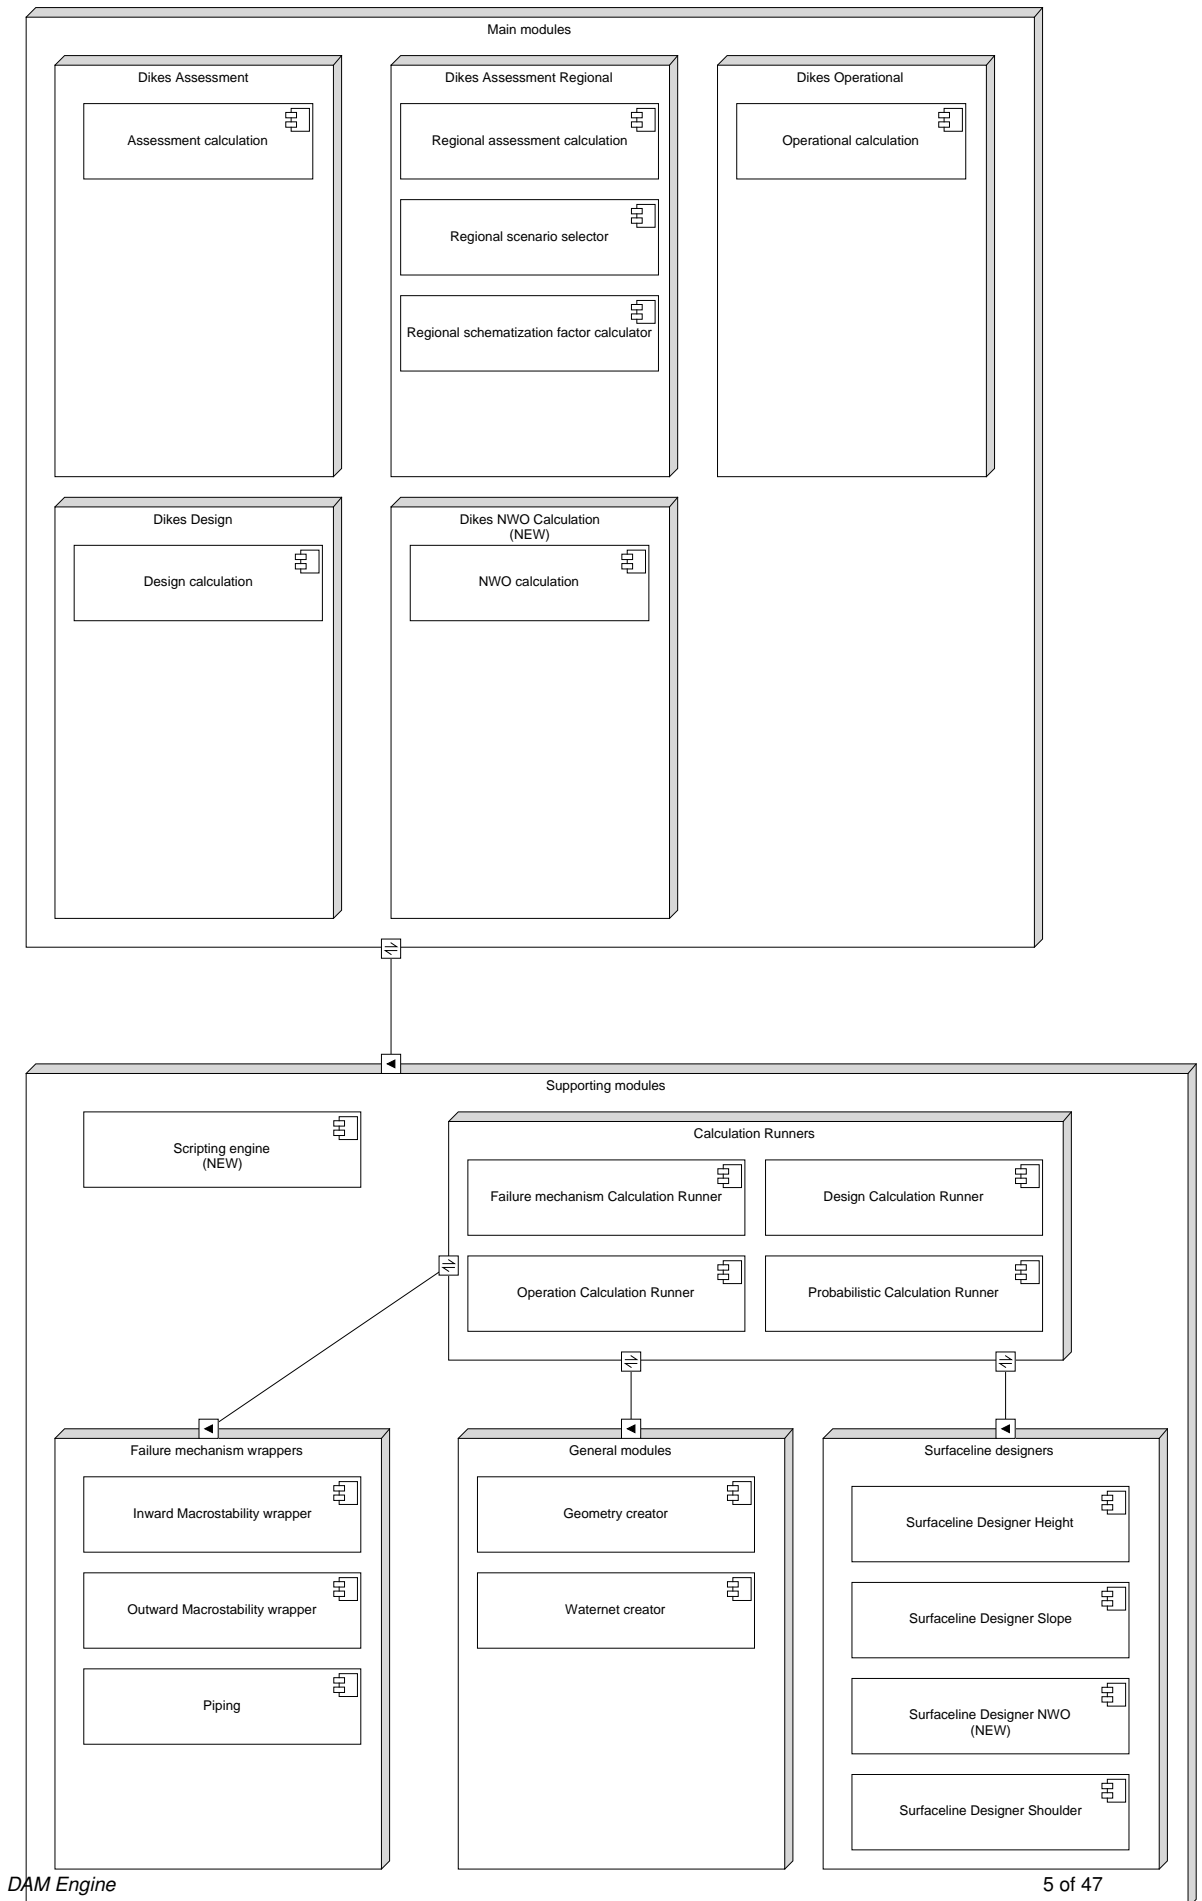 Main modules
Dikes Assessment
Assessment calculation
Dikes Assessment Regional
Regional assessment calculation
Regional scenario selector
Regional schematization factor calculator
Dikes Operational
Operational calculation
Dikes Design
Design calculation
Dikes NWO Calculation
(NEW)
NWO calculation
Supporting modules
Scripting engine
(NEW)
Calculation Runners
Failure mechanism Calculation Runner
Design Calculation Runner
Operation Calculation Runner
Probabilistic Calculation Runner
Failure mechanism wrappers
Inward Macrostability wrapper
Outward Macrostability wrapper
Piping
General modules
Geometry creator
Waternet creator
Surfaceline designers
Surfaceline Designer Height
Surfaceline Designer Slope
Surfaceline Designer NWO
(NEW)
Surfaceline Designer Shoulder
DAM Engine
5 of 47